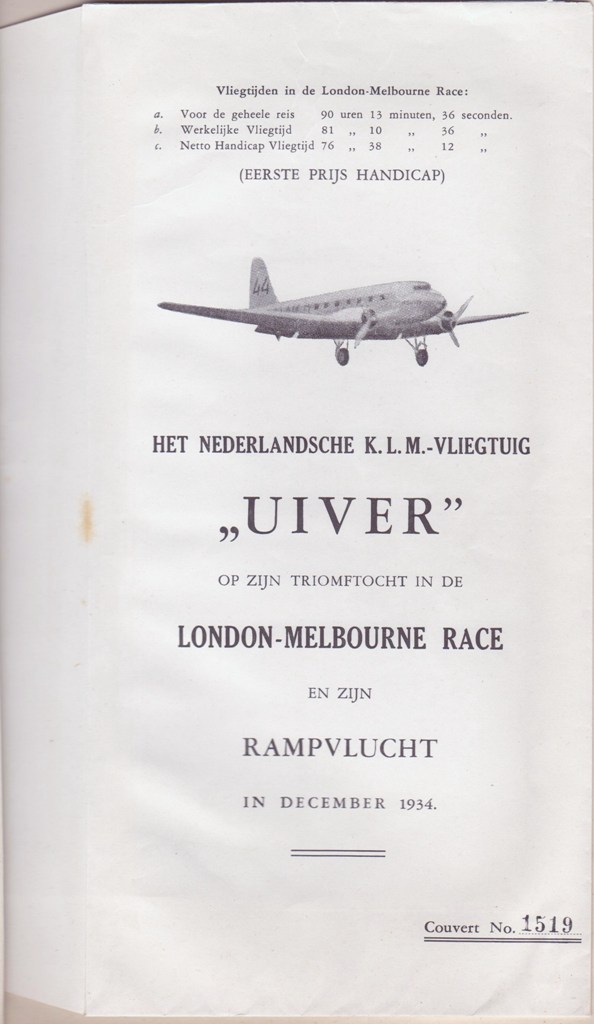 Vliegtijden in de London-Melbourne Race:
a. Voor de geheele reis 90 uren 13 minuten, 36 seconden.
b. Werkelijke Vliegtijd 81 „ 10 „ 36 „
c. Netto Handicap Vliegtijd 76 „ 38 „ 12 „
(EERSTE PRIJS HANDICAP)
44
HET NEDERLANDSCHE K.L.M.-VLIEGTUIG
„UIVER”
OP ZIJN TRIOMFTOCHT IN DE
LONDON-MELBOURNE RACE
EN ZIJN
RAMPVLUCHT
IN DECEMBER 1934.
Couvert No. 1519